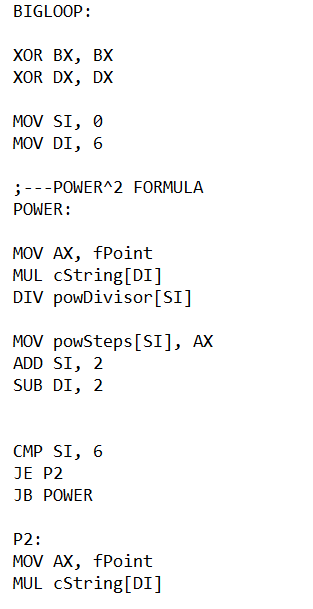 BIGLOOP:
XOR BX, BX
XOR DX, DX
MOV SI, 0
MOV DI, 6
;---POWER^2 FORMULA
POWER:
MOV AX, fPoint
MUL cString[DI]
DIV powDivisor[SI]
MOV powSteps[SI], AX
ADD SI, 2
SUB DI, 2
CMP SI, 6
JE P2
JB POWER
P2:
MOV AX, fPoint
MUL cString[DI]